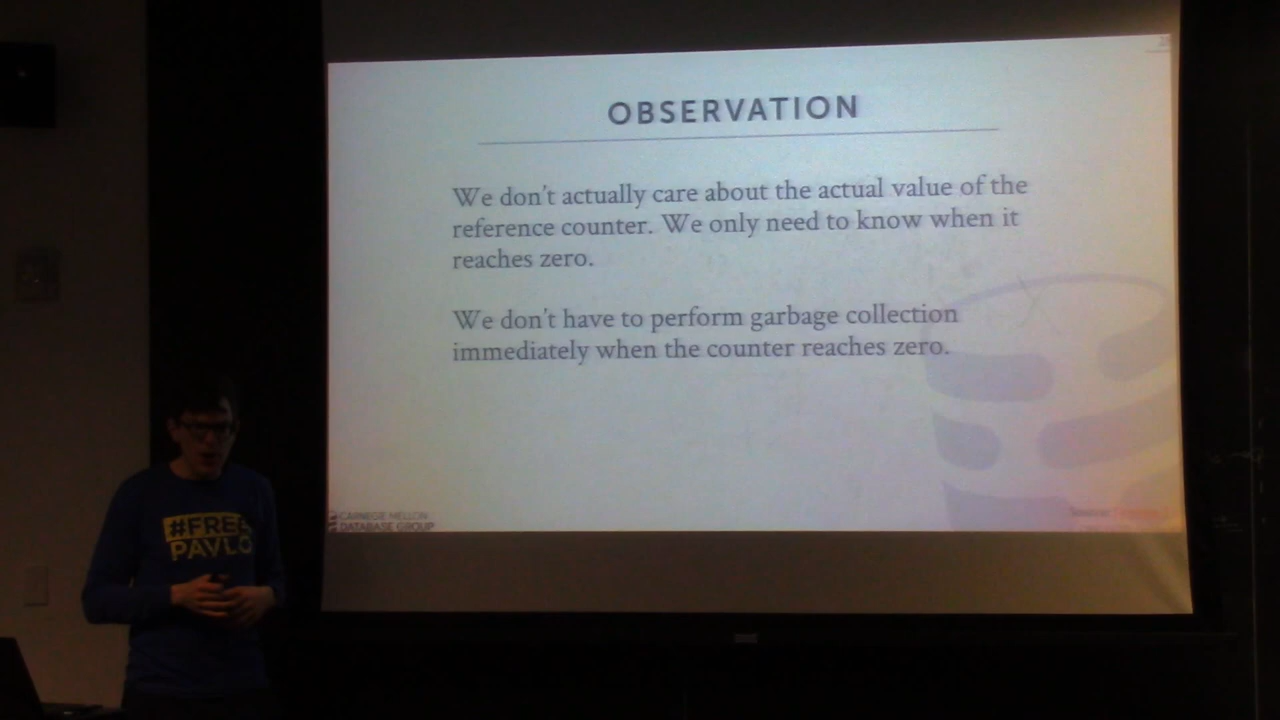 OBSERVATION
We don't actually care about the actual value of the
reference counter. We only need to know when it
reaches zero.
We don't have to perform garbage collection
immediately when the counter reaches zero.
CARNEGIE MELLON
DATABASE GROUP
#FREE
PAVLO
Source: